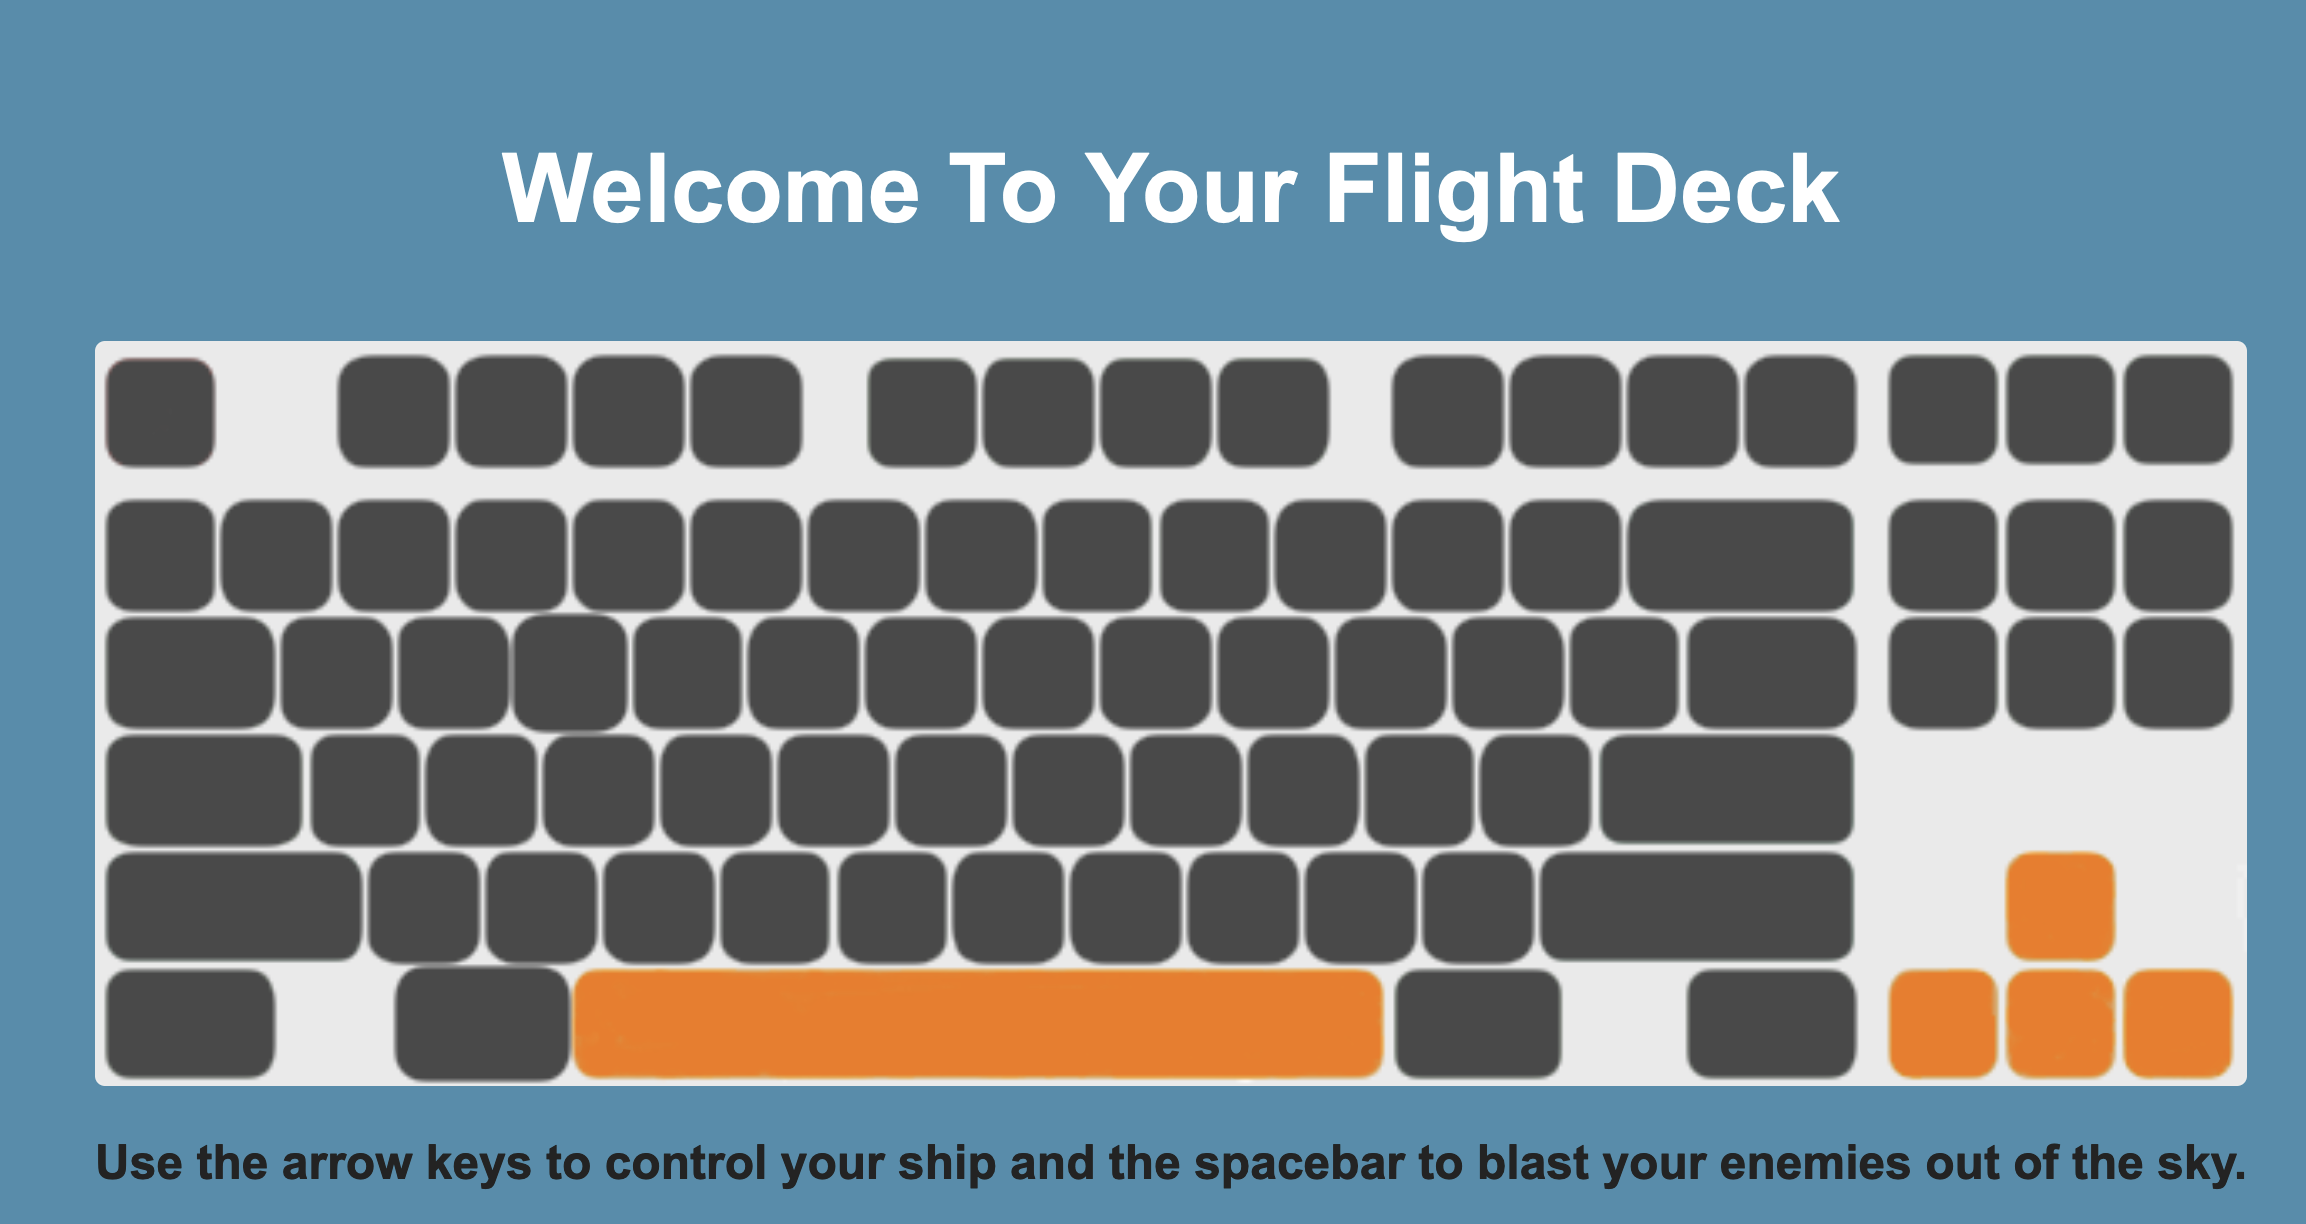 Welcome To Your Flight Deck
Use the arrow keys to control your ship and the spacebar to blast your enemies out of the sky.